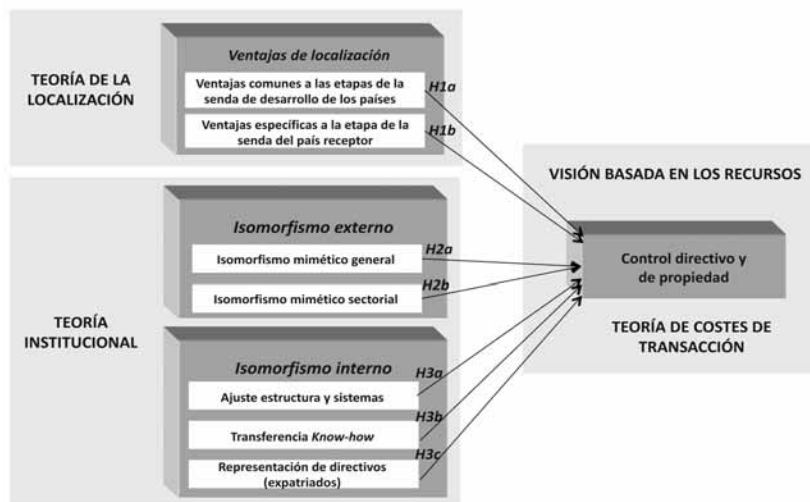 TEORÍA DE LA
LOCALIZACIÓN
Ventajas de localización
Ventajas comunes a las etapas de la
senda de desarrollo de los países
Ventajas específicas a la etapa de la
senda del país receptor
H1a
H1b
TEORÍA
INSTITUCIONAL
Isomorfismo externo
Isomorfismo mimético general
Isomorfismo mimético sectorial
H2a
H2b
Isomorfismo interno
Ajuste estructura y sistemas
Transferencia Know-how
Representación de directivos
(expatriados)
H3a
H3b
H3c
VISIÓN BASADA EN LOS RECURSOS
Control directivo y
de propiedad
TEORÍA DE COSTES DE
TRANSACCIÓN